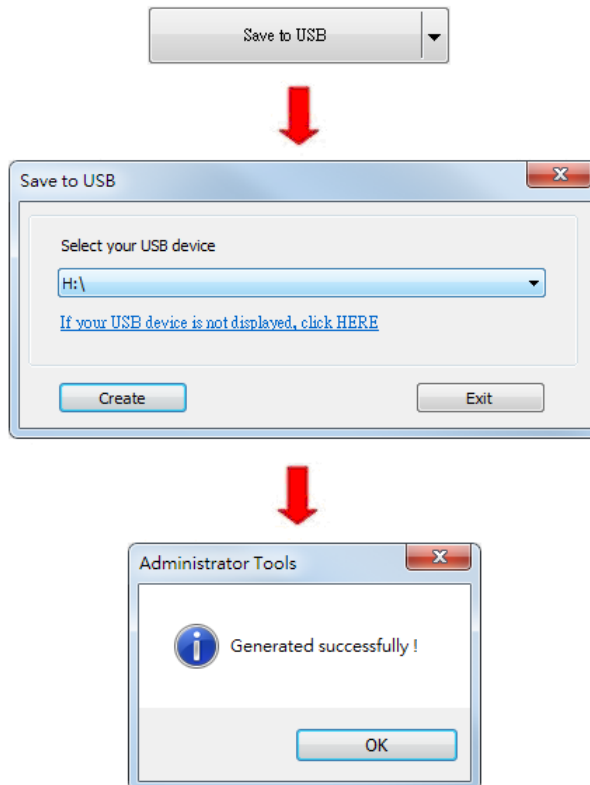 Save to USB
Save to USB
Select your USB device
H:\
If your USB device is not displayed, click HERE
Create Exit
Administrator Tools
Generated successfully !
OK